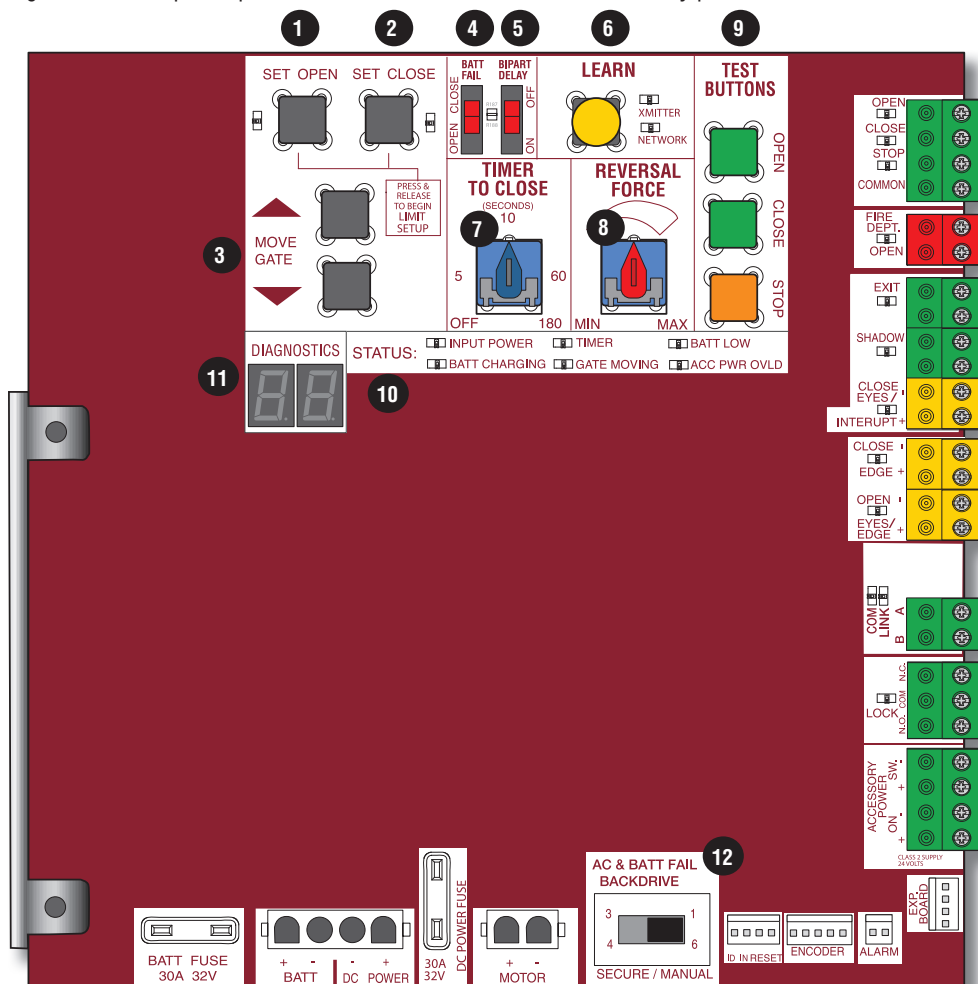 1
2
4
5
6
9
SET OPEN
SET CLOSE
BATT FAIL
OPEN CLOSE
BIPART DELAY
ON OFF
LEARN
XMITTER
NETWORK
TEST BUTTONS
OPEN
CLOSE
STOP
PRESS &
RELEASE
TO BEGIN
LIMIT
SETUP
3
MOVE
GATE
TIMER
TO CLOSE
(SECONDS)
10
7
5
60
OFF
180
REVERSAL
FORCE
8
MIN
MAX
11
DIAGNOSTICS
88
10
STATUS:
INPUT POWER
TIMER
BATT LOW
BATT CHARGING
GATE MOVING
ACC PWR OVLD
OPEN
CLOSE
STOP
COMMON
FIRE
DEPT.
OPEN
EXIT
SHADOW
CLOSE
EYES/ -
INTERUPT +
CLOSE -
EDGE +
OPEN -
EYES/
EDGE +
COM LINK
A
B
LOCK
N.C.
COM
N.O.
ACCESSORY
POWER
SW. -
+
ON -
+
CLASS 2 SUPPLY
24 VOLTS
EXP.
BOARD
BATT FUSE
30A 32V
+ - - +
BATT DC POWER
DC POWER FUSE
30A
32V
+ -
MOTOR
12
AC & BATT FAIL
BACKDRIVE
3
1
4
6
SECURE / MANUAL
ID IN RESET
ENCODER
ALARM